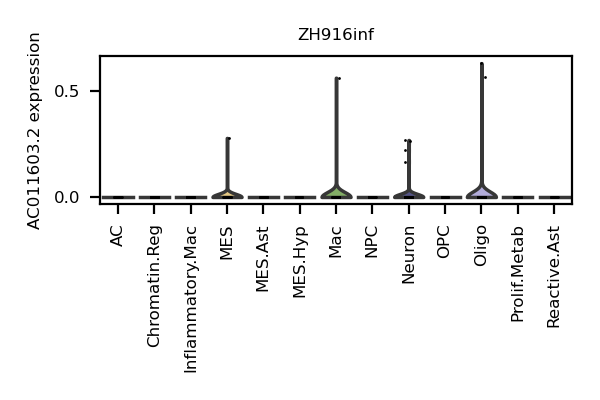 ZH916inf
AC011603.2 expression
0.5
0.0
AC
Chromatin.Reg
Inflammatory.Mac
MES
MES.Ast
MES.Hyp
Mac
NPC
Neuron
OPC
Oligo
Prolif.Metab
Reactive.Ast